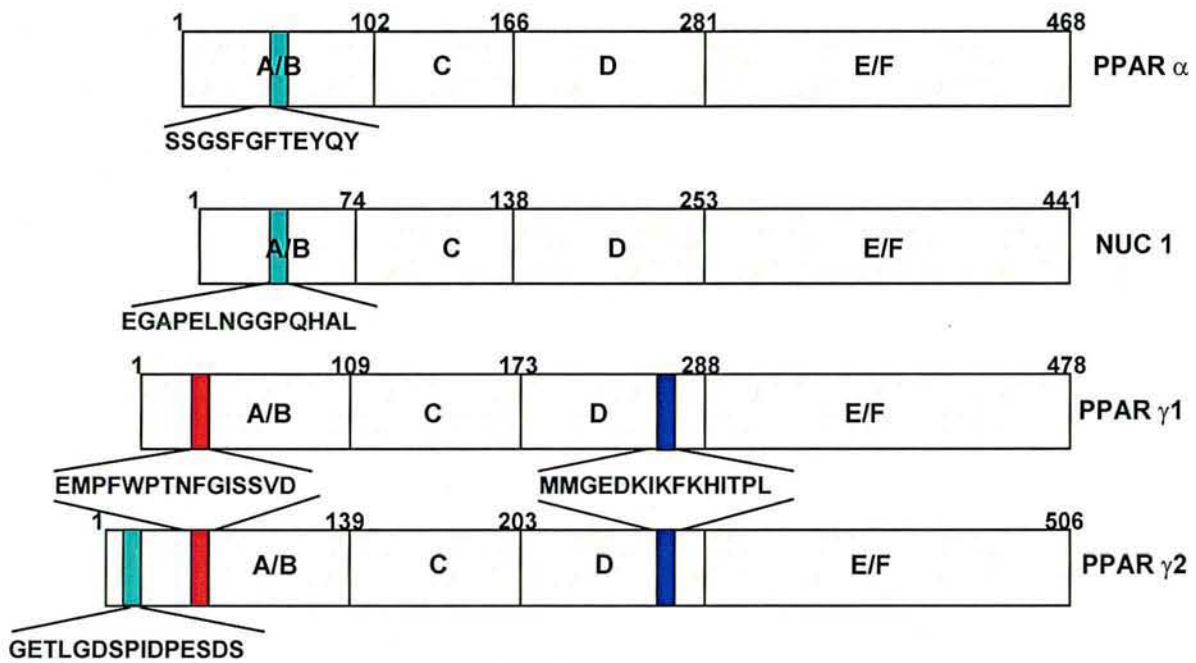 1 102 166 281 468
A/B C D E/F PPAR α
SSGSFGFTEYQY
1 74 138 253 441
A/B C D E/F NUC 1
EGAPELNGGPQHAL
1 109 173 288 478
A/B C D E/F PPAR γ1
EMPFWPTNFGISSVD MMGEDKIKFKHITPL
1 139 203 506
A/B C D E/F PPAR γ2
GETLGDSPIDPESDS